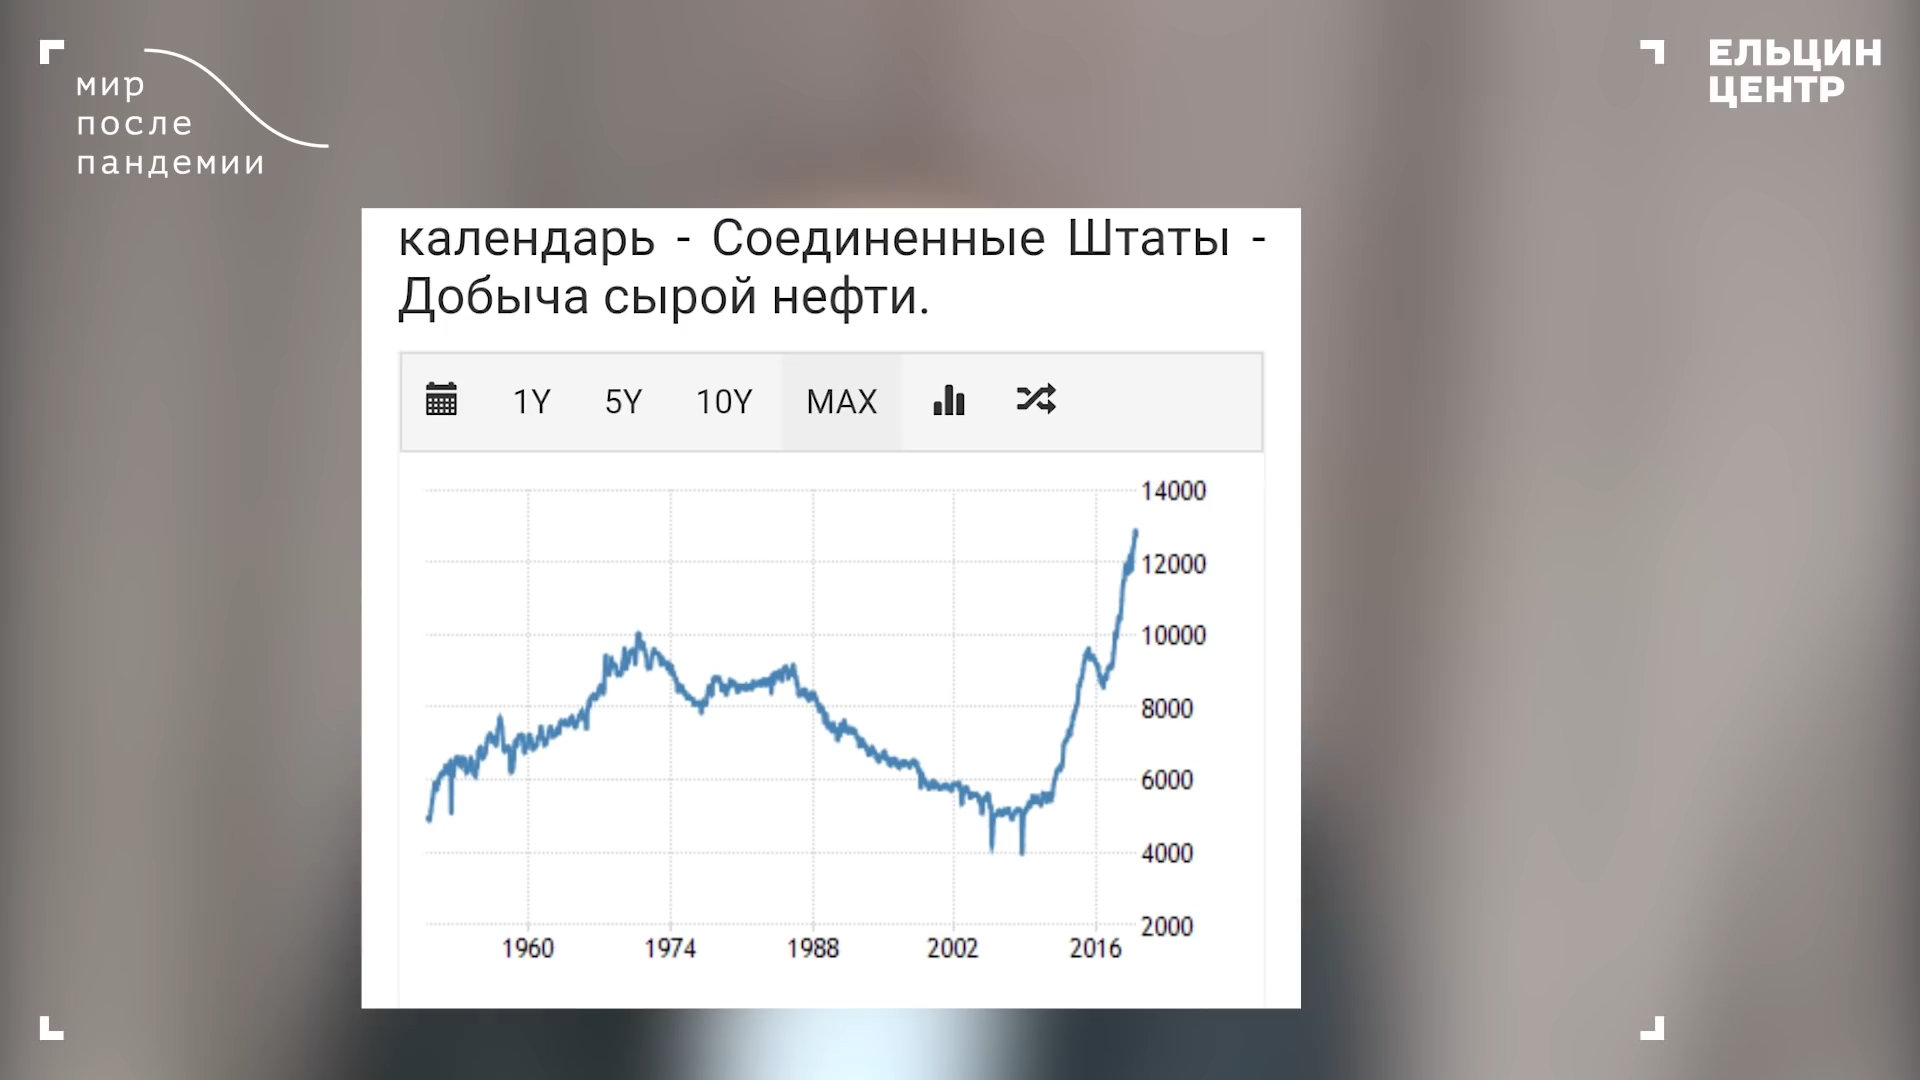 мир
после
пандемии
ЕЛЬЦИН
ЦЕНТР
календарь - Соединенные Штаты -
Добыча сырой нефти.
1Y 5Y 10Y MAX
14000
12000
10000
8000
6000
4000
2000
1960 1974 1988 2002 2016